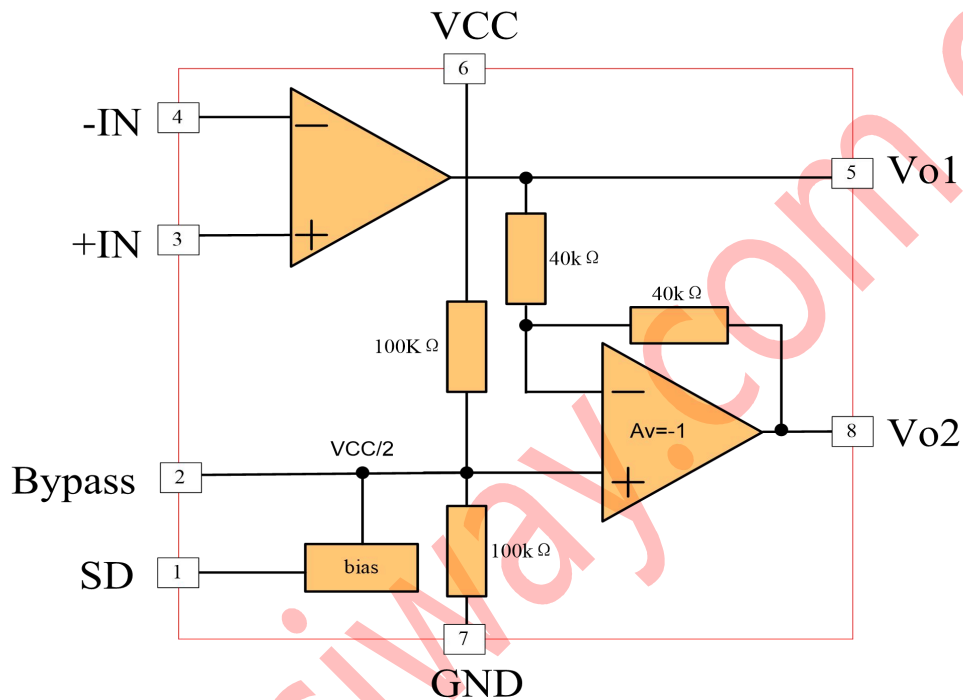 VCC
6
-IN
4
5
Vo1
+IN
3
40k Ω
40k Ω
100K Ω
Av=-1
8
Vo2
VCC/2
Bypass
2
100k Ω
SD
1
bias
7
GND